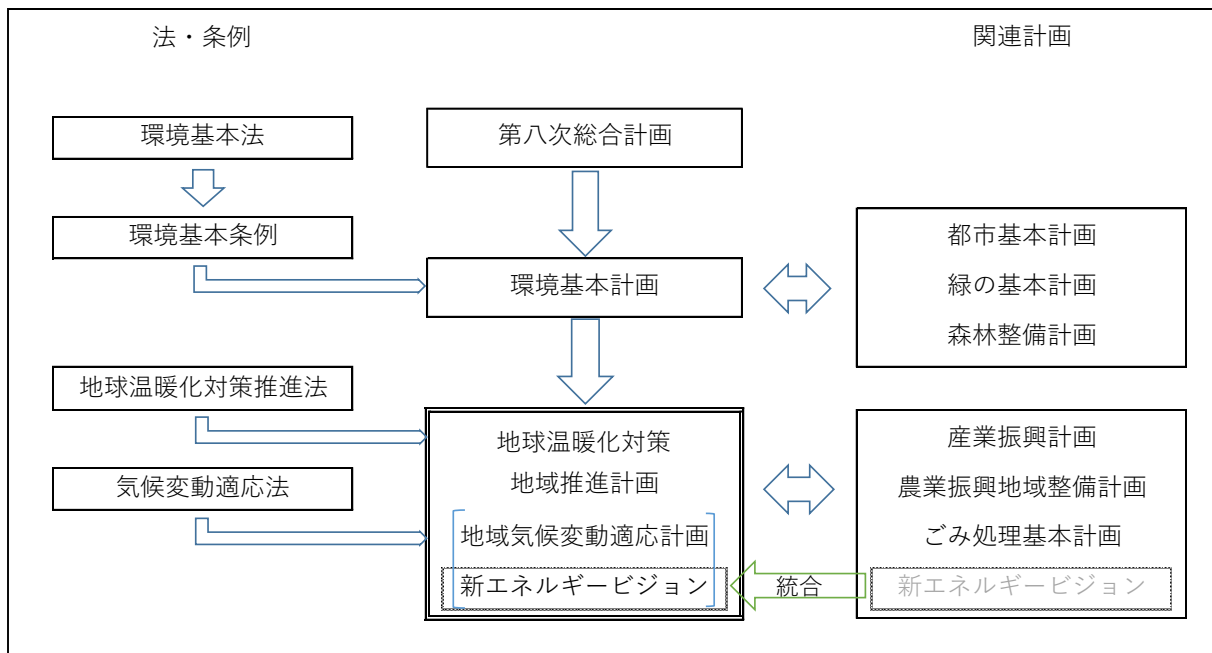 法・条例
関連計画
環境基本法
第八次総合計画
環境基本条例
都市基本計画
環境基本計画
緑の基本計画
森林整備計画
地球温暖化対策推進法
地球温暖化対策
産業振興計画
気候変動適応法
地域推進計画
農業振興地域整備計画
地域気候変動適応計画
ごみ処理基本計画
新エネルギービジョン
統合
新エネルギービジョン